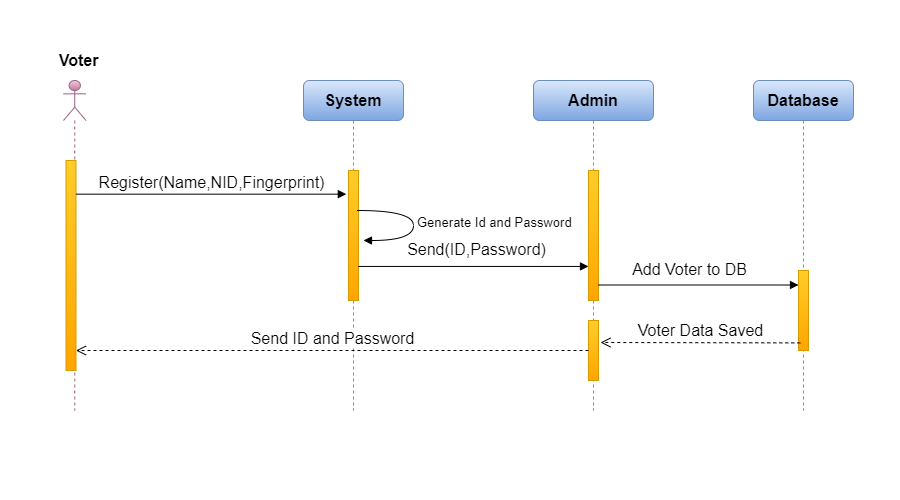 Voter
System
Admin
Database
Register(Name,NID,Fingerprint)
Generate Id and Password
Send(ID,Password)
Add Voter to DB
Voter Data Saved
Send ID and Password